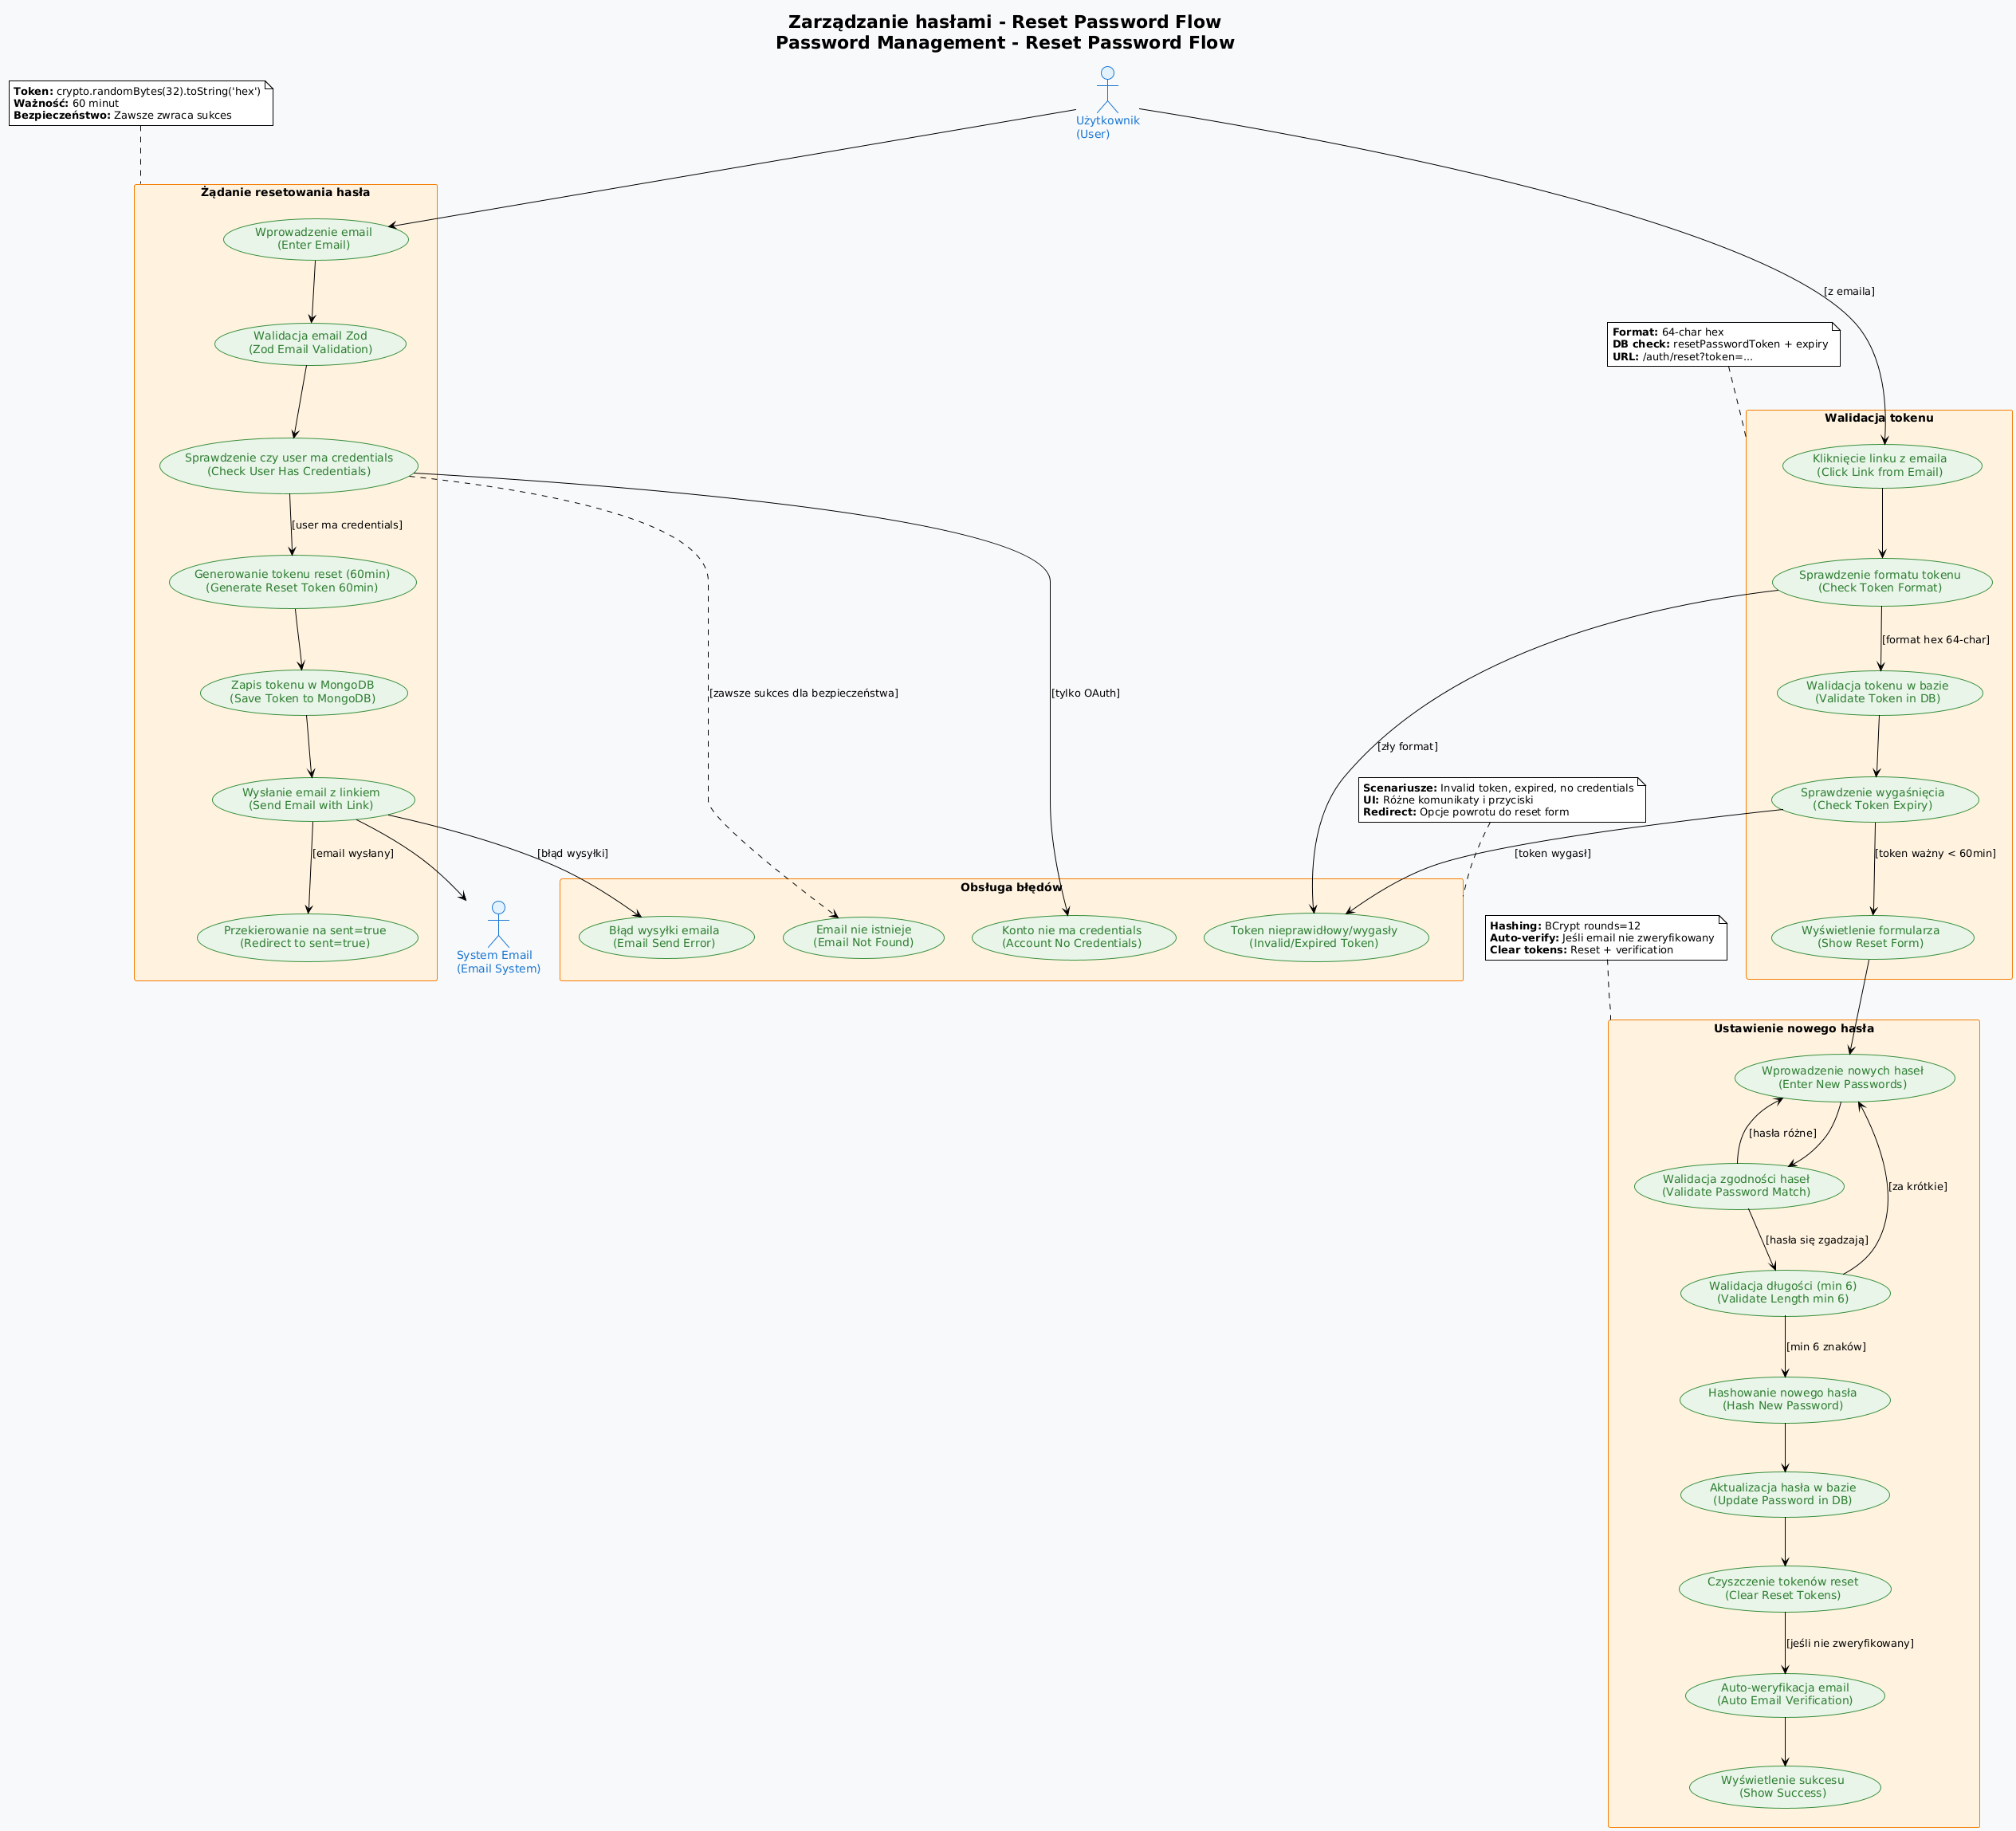 Zarządzanie hasłami - Reset Password Flow
Password Management - Reset Password Flow
Token: crypto.randomBytes(32).toString('hex')
Ważność: 60 minut
Bezpieczeństwo: Zawsze zwraca sukces
Użytkownik
(User)
Żądanie resetowania hasła
Wprowadzenie email
(Enter Email)
Walidacja email Zod
(Zod Email Validation)
Sprawdzenie czy user ma credentials
(Check User Has Credentials)
[user ma credentials]
Generowanie tokenu reset (60min)
(Generate Reset Token 60min)
Zapis tokenu w MongoDB
(Save Token to MongoDB)
Wysłanie email z linkiem
(Send Email with Link)
[email wysłany]
Przekierowanie na sent=true
(Redirect to sent=true)
System Email
(Email System)
[zawsze sukces dla bezpieczeństwa]
[tylko OAuth]
[błąd wysyłki]
Obsługa błędów
Błąd wysyłki emaila
(Email Send Error)
Email nie istnieje
(Email Not Found)
Konto nie ma credentials
(Account No Credentials)
Token nieprawidłowy/wygasły
(Invalid/Expired Token)
[zły format]
[token wygasł]
Scenariusze: Invalid token, expired, no credentials
UI: Różne komunikaty i przyciski
Redirect: Opcje powrotu do reset form
[z emaila]
Format: 64-char hex
DB check: resetPasswordToken + expiry
URL: /auth/reset?token=...
Walidacja tokenu
Kliknięcie linku z emaila
(Click Link from Email)
Sprawdzenie formatu tokenu
(Check Token Format)
[format hex 64-char]
Walidacja tokenu w bazie
(Validate Token in DB)
Sprawdzenie wygaśnięcia
(Check Token Expiry)
[token ważny < 60min]
Wyświetlenie formularza
(Show Reset Form)
Hashing: BCrypt rounds=12
Auto-verify: Jeśli email nie zweryfikowany
Clear tokens: Reset + verification
Ustawienie nowego hasła
Wprowadzenie nowych haseł
(Enter New Passwords)
[hasła różne]
Walidacja zgodności haseł
(Validate Password Match)
[za krótkie]
[hasła się zgadzają]
Walidacja długości (min 6)
(Validate Length min 6)
[min 6 znaków]
Hashowanie nowego hasła
(Hash New Password)
Aktualizacja hasła w bazie
(Update Password in DB)
Czyszczenie tokenów reset
(Clear Reset Tokens)
[jeśli nie zweryfikowany]
Auto-weryfikacja email
(Auto Email Verification)
Wyświetlenie sukcesu
(Show Success)